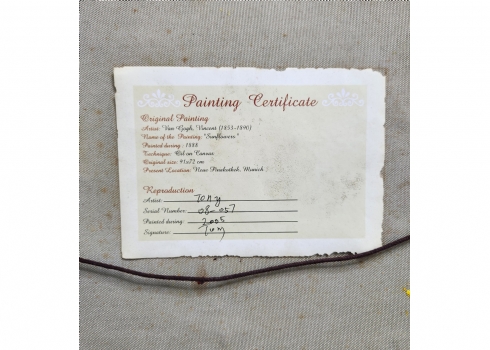 Painting Certificate
Original Painting
Artist: Van Gogh, Vincent (1853-1890)
Name of the Painting: "Sunflowers"
Painted during: 1888
Technique: Oil on Canvas
Original size: 91x72 cm
Present Location: Neue Pinakothek, Munich
Reproduction
Artist: Tony
Serial Number: 08-057
Painted during: 2005
Signature: